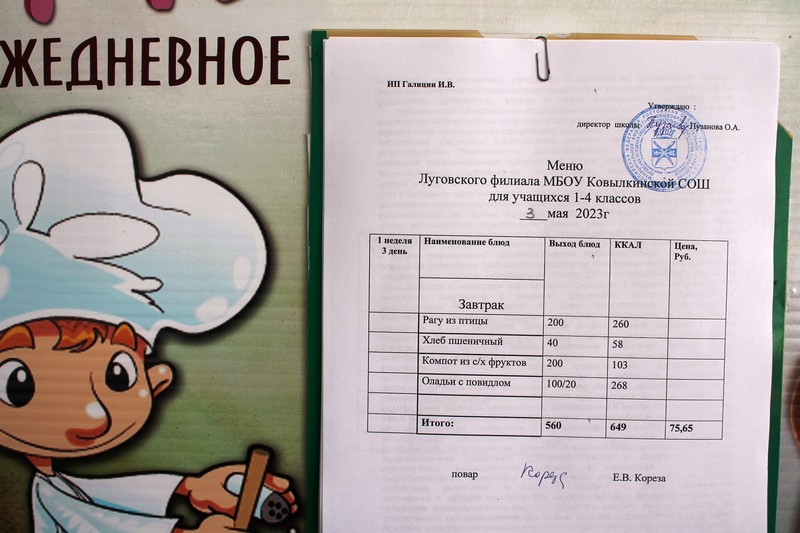 ЖЕДНЕВНОЕ
ИП Галицин И.В.
Утверждаю :
директор школы Пузанова О.А.
Меню
Луговского филиала МБОУ Ковылкинской СОШ
для учащихся 1-4 классов
3 мая 2023г
1 неделя Наименование блюд Выход блюд ККАЛ Цена,
3 день Руб.
Завтрак
Рагу из птицы 200 260
Хлеб пшеничный 40 58
Компот из с/х фруктов 200 103
Оладьи с повидлом 100/20 268
Итого: 560 649 75,65
повар Е.В. Кореза